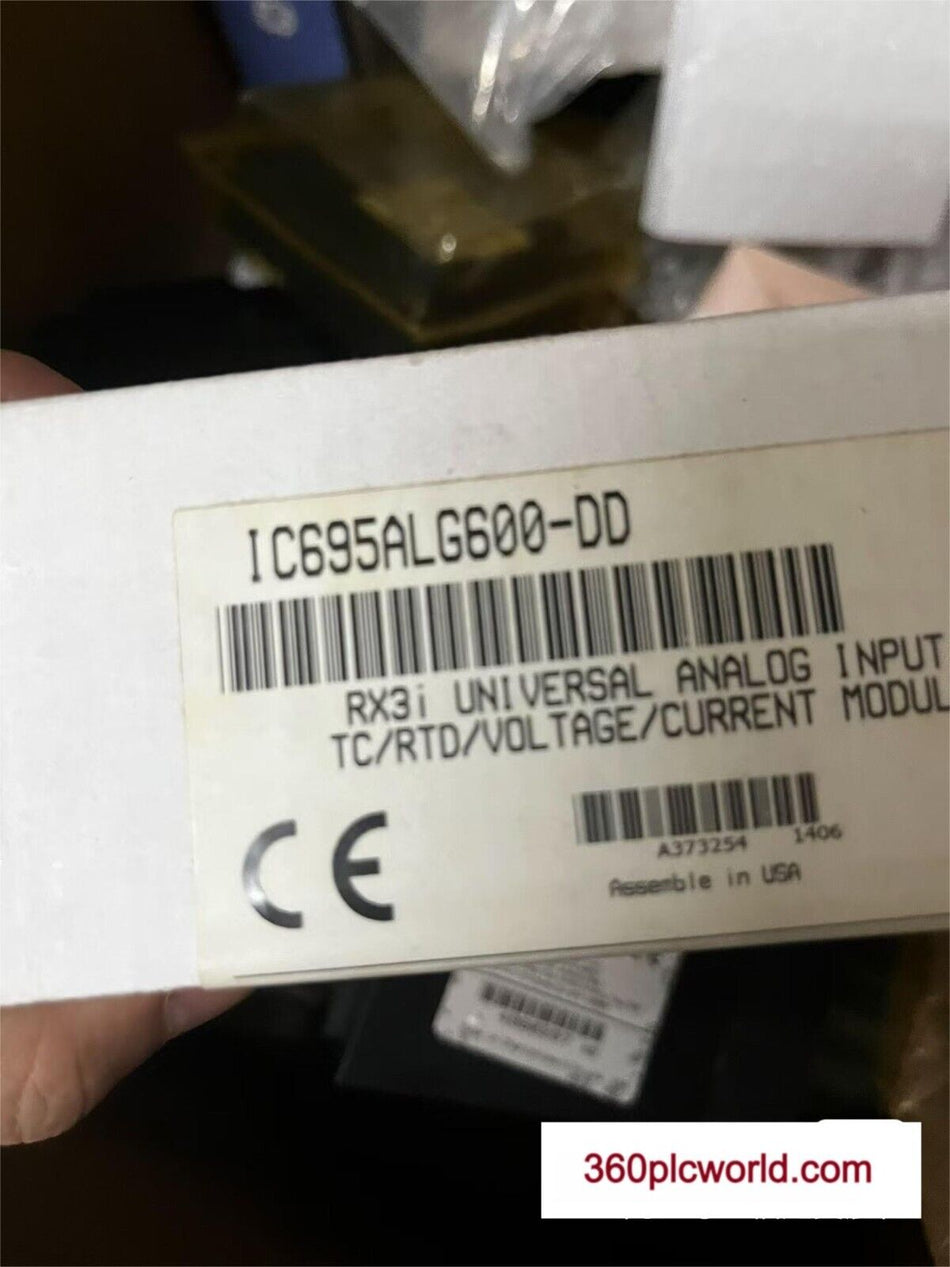 IC695ALG600-DD
RX3i UNIVERSAL ANALOG INPUT
TC/RTD/VOLTAGE/CURRENT MODUL
CE
A373254 1406
Assemble in USA
360plcworld.com